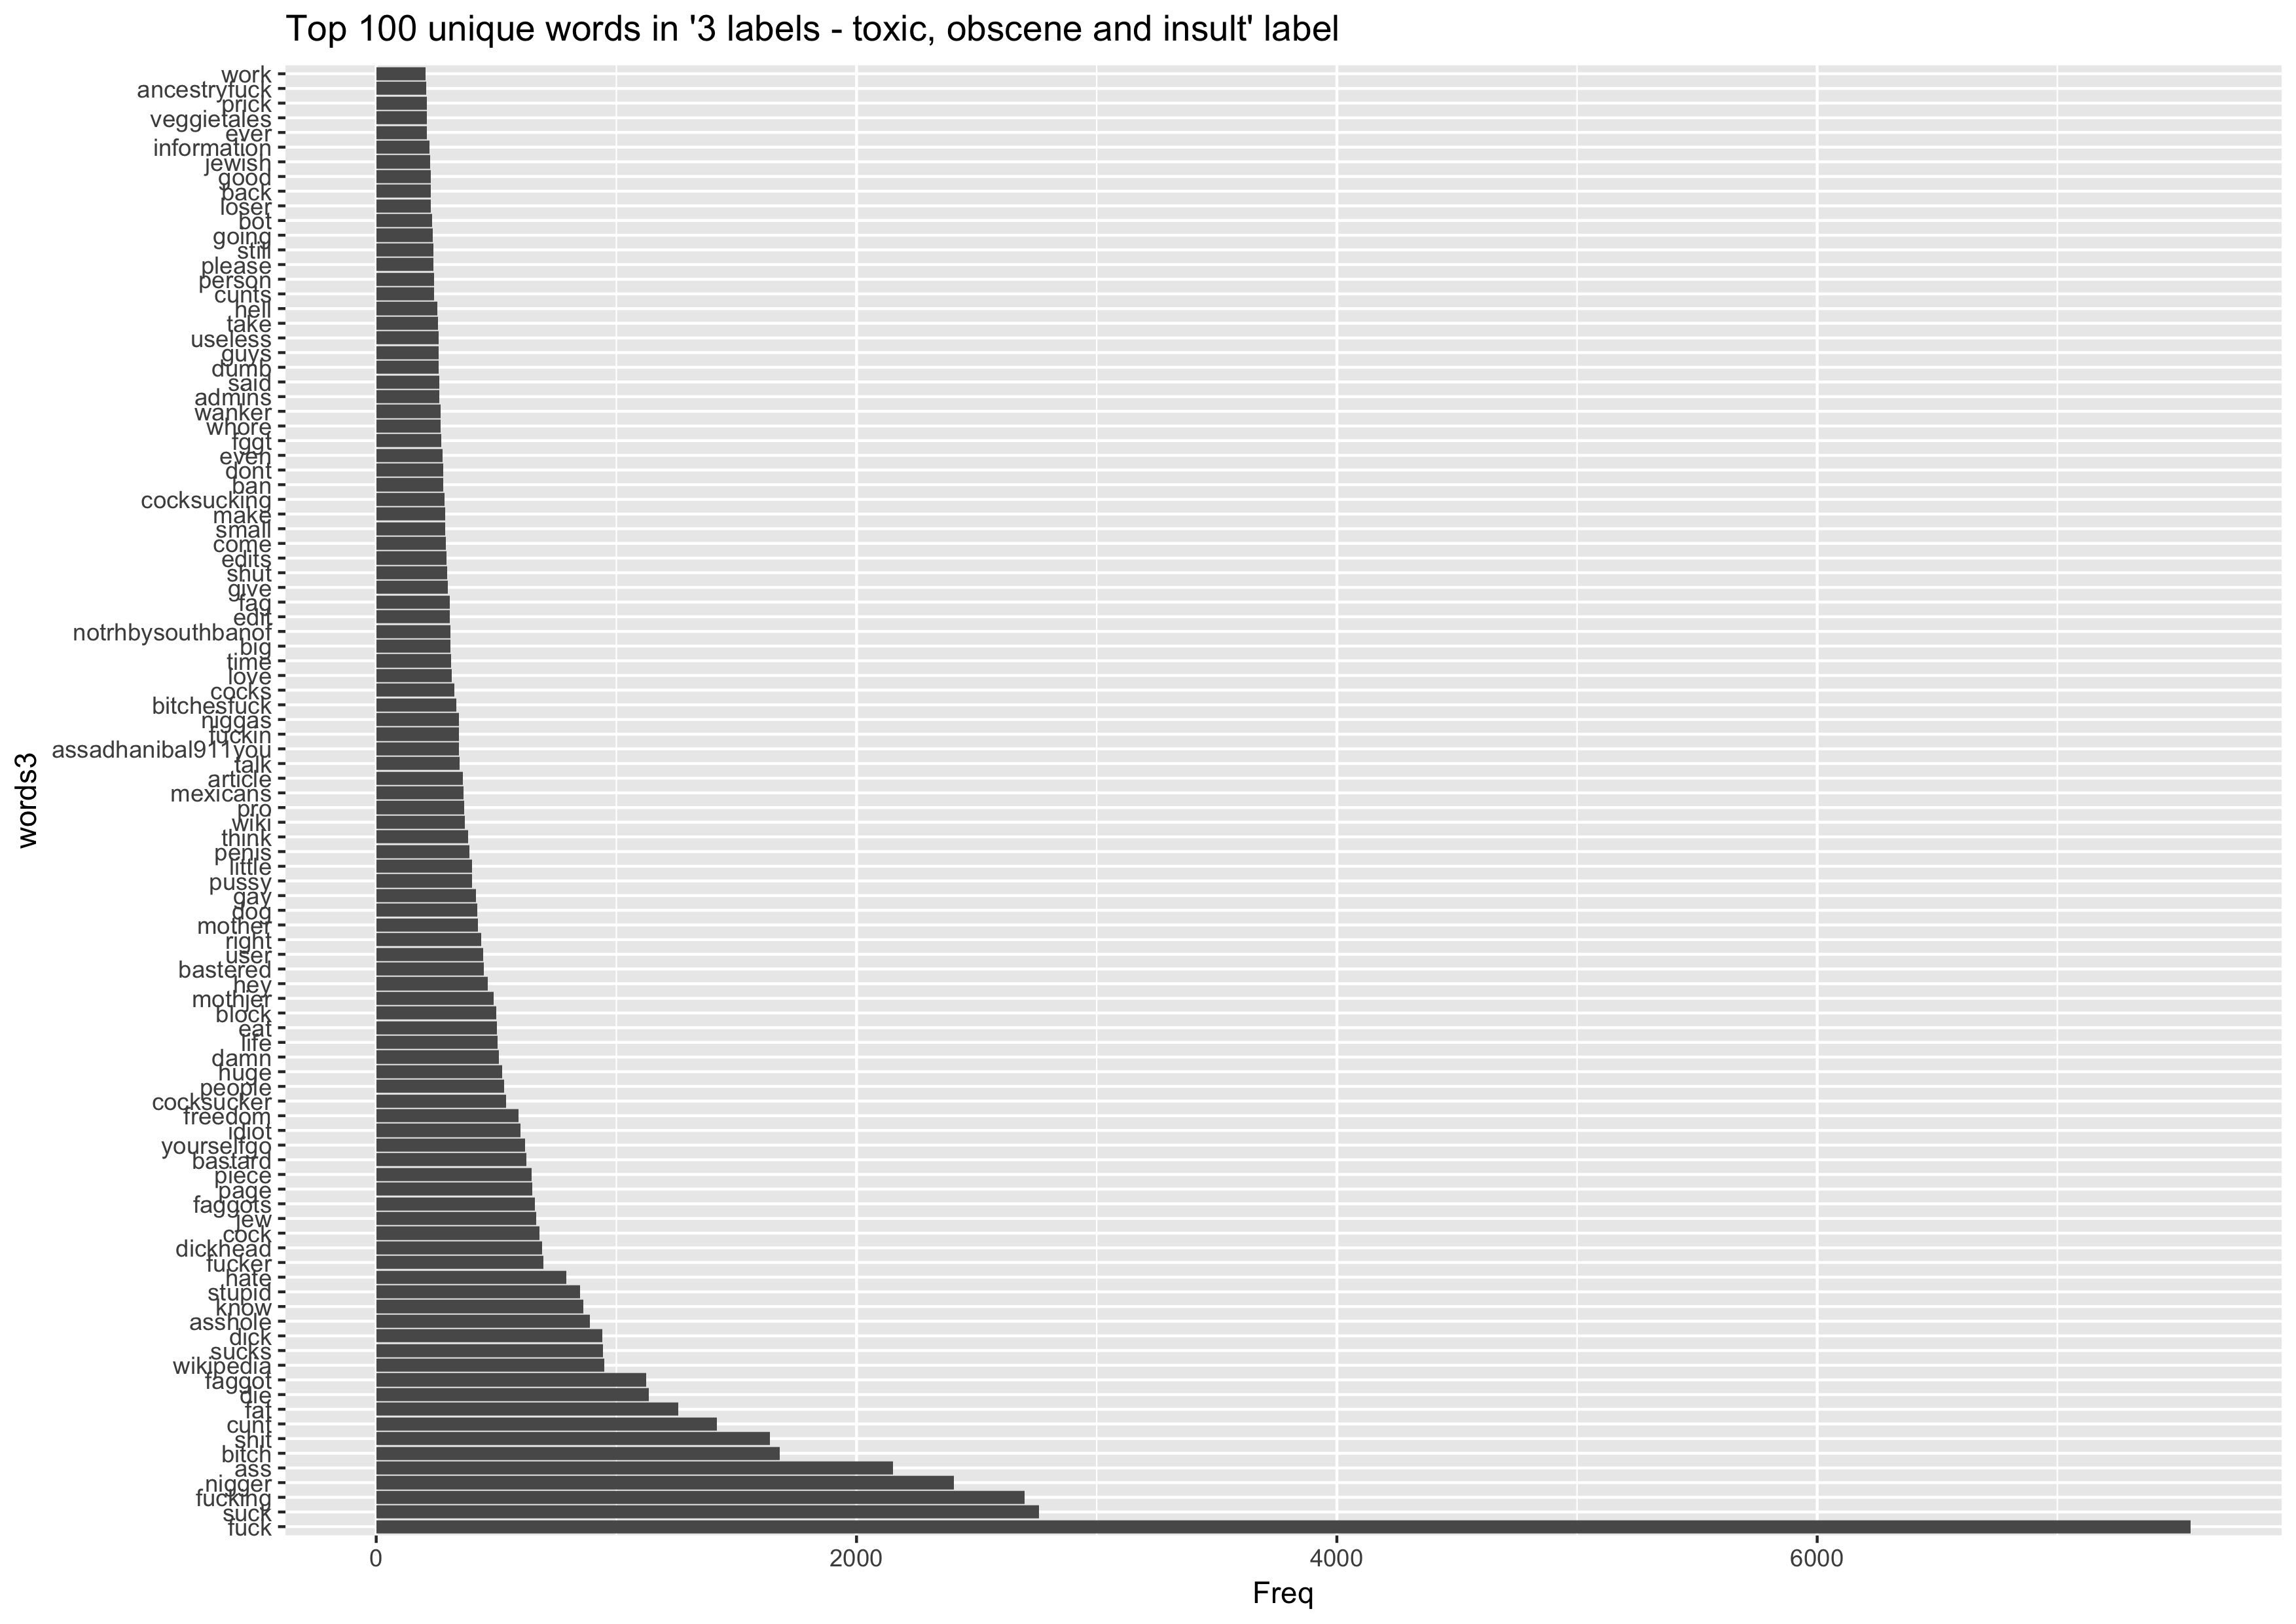 Top 100 unique words in '3 labels - toxic, obscene and insult' label
work
ancestryfuck
prick
veggietales
ever
information
jewish
good
back
loser
bot
going
still
please
person
cunts
hell
take
useless
guys
dumb
said
admins
wanker
whore
fggt
even
dont
ban
cocksucking
make
small
come
edits
shut
give
fag
edit
notrhbysouthbanof
big
time
love
cocks
bitchesfuck
niggas
fuckin
assadhanibal911you
talk
article
mexicans
pro
wiki
think
penis
little
pussy
gay
dog
mother
right
user
bastered
hey
mothjer
block
eat
life
damn
huge
people
cocksucker
freedom
idiot
yourselfgo
bastard
piece
page
faggots
jew
cock
dickhead
fucker
hate
stupid
know
asshole
dick
sucks
wikipedia
faggot
die
fat
cunt
shit
bitch
ass
nigger
fucking
suck
fuck
words3
0 2000 4000 6000
Freq